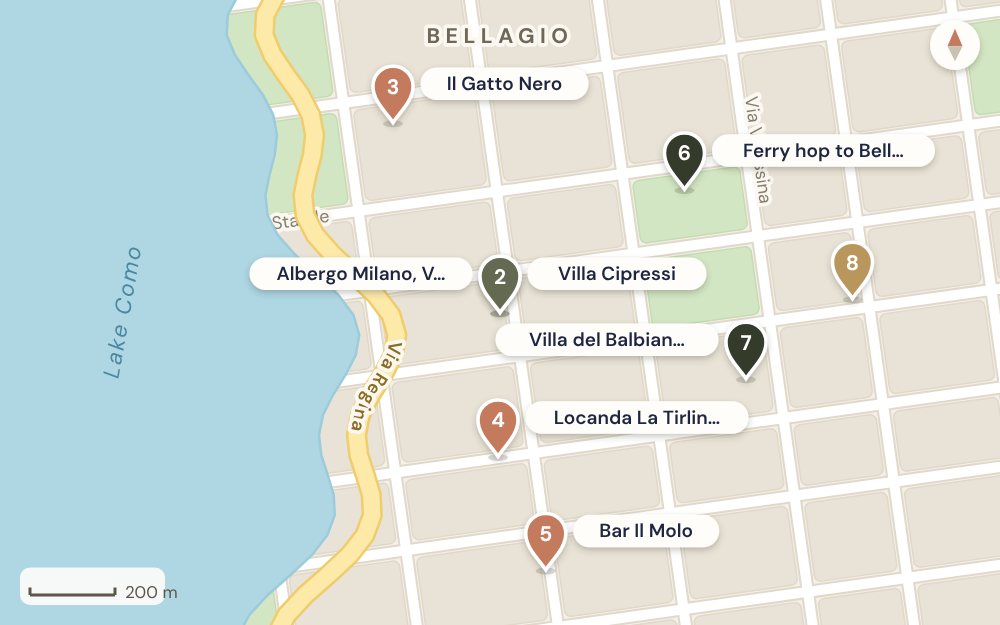 BELLAGIO
3
Il Gatto Nero
6
Ferry hop to Bell...
Lake Como
Albergo Milano, V...
2
Villa Cipressi
8
Villa del Balbian...
7
Via Regina
4
Locanda La Tirlin...
5
Bar Il Molo
200 m